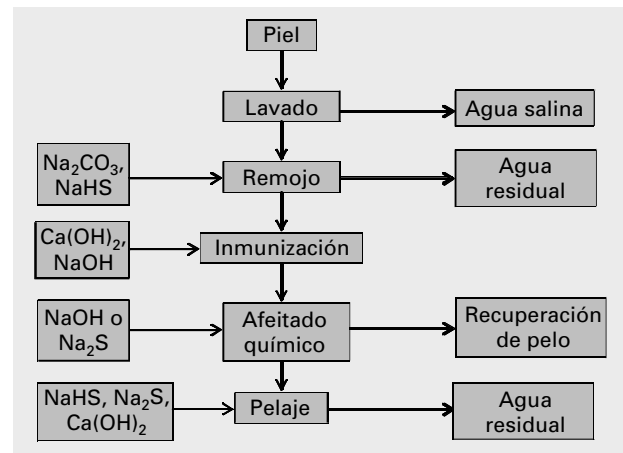 Piel
Lavado
Agua salina
Na₂CO₃,
NaHS
Remojo
Agua
residual
Ca(OH)₂,
NaOH
Inmunización
NaOH o
Na₂S
Afeitado
químico
Recuperación
de pelo
NaHS, Na₂S,
Ca(OH)₂
Pelaje
Agua
residual